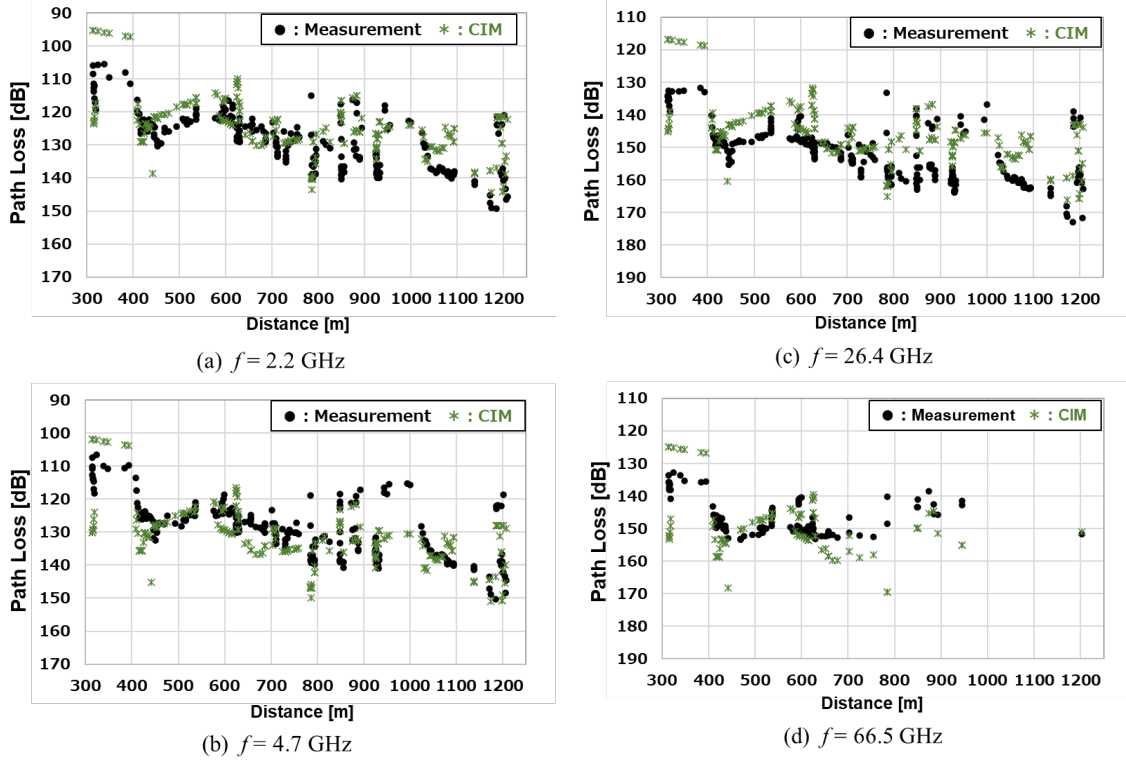 90
100
110
120
130
140
150
160
170
Path Loss [dB]
● : Measurement ✳ : CIM
300 400 500 600 700 800 900 1000 1100 1200
Distance [m]
(a) f = 2.2 GHz
110
120
130
140
150
160
170
180
190
Path Loss [dB]
● : Measurement ✳ : CIM
300 400 500 600 700 800 900 1000 1100 1200
Distance [m]
(c) f = 26.4 GHz
90
100
110
120
130
140
150
160
170
Path Loss [dB]
● : Measurement ✳ : CIM
300 400 500 600 700 800 900 1000 1100 1200
Distance [m]
(b) f = 4.7 GHz
110
120
130
140
150
160
170
180
190
Path Loss [dB]
● : Measurement ✳ : CIM
300 400 500 600 700 800 900 1000 1100 1200
Distance [m]
(d) f = 66.5 GHz